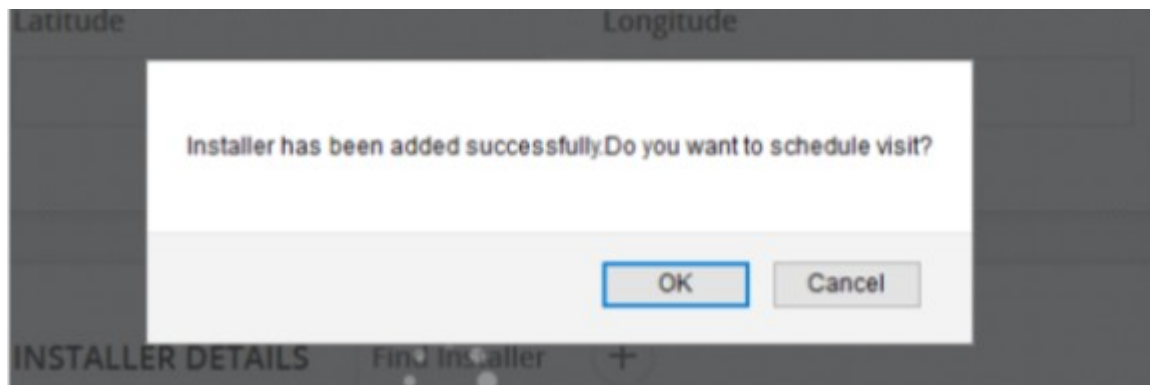 Latitude Longitude
Installer has been added successfully.Do you want to schedule visit?
OK Cancel
INSTALLER DETAILS Find Installer +